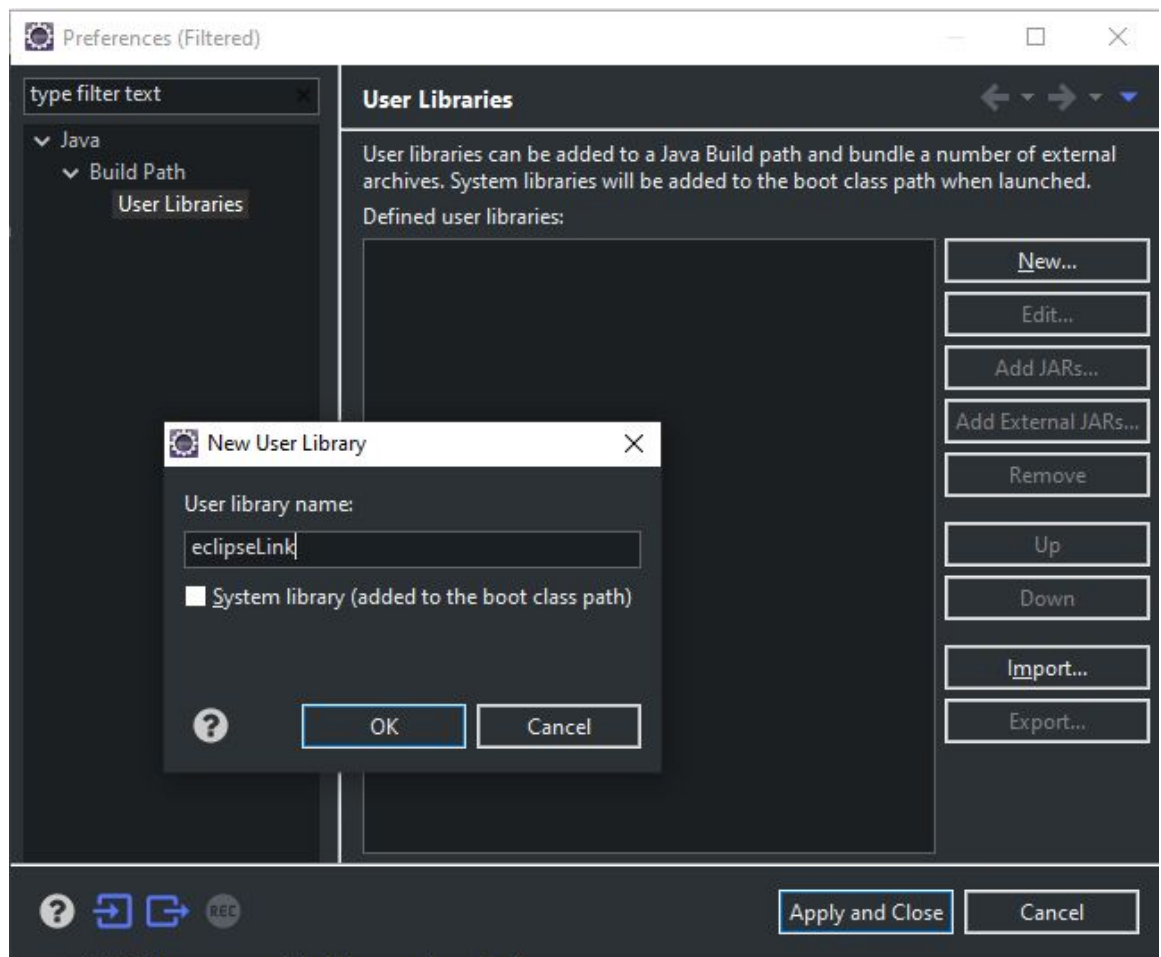 Preferences (Filtered)
type filter text
Java
Build Path
User Libraries
User Libraries
User libraries can be added to a Java Build path and bundle a number of external
archives. System libraries will be added to the boot class path when launched.
Defined user libraries:
New...
Edit...
Add JARs...
Add External JARs...
Remove
Up
Down
Import...
Export...
New User Library
User library name:
eclipseLink
System library (added to the boot class path)
OK
Cancel
REC
Apply and Close
Cancel